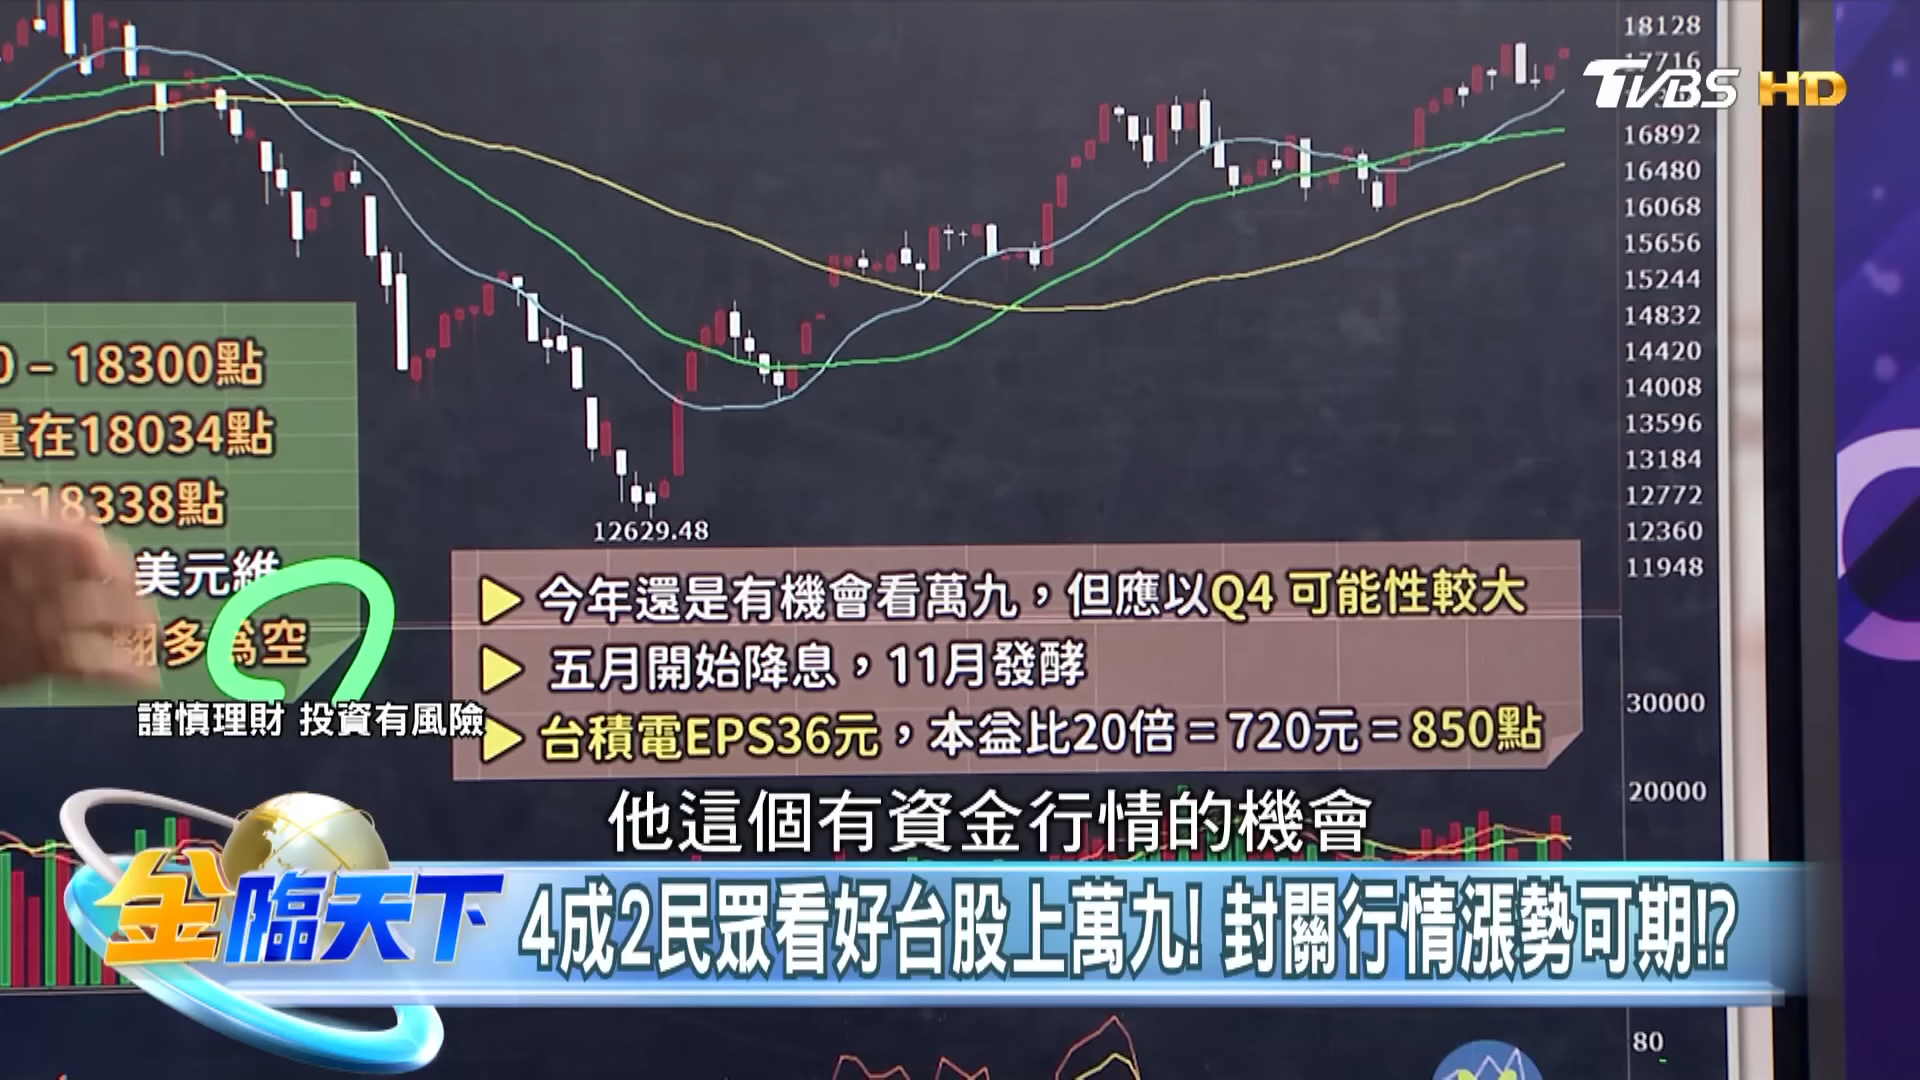 18128
17716
TVBS HD
16892
16480
16068
15656
15244
14832
14420
14008
13596
13184
12772
12360
11948
12629.48
0 – 18300點
量在18034點
在18338點
美元維
翻多為空
▶ 今年還是有機會看萬九，但應以Q4 可能性較大
▶ 五月開始降息，11月發酵
▶ 台積電EPS36元，本益比20倍＝720元＝850點
謹慎理財 投資有風險
30000
20000
他這個有資金行情的機會
金臨天下
4成2民眾看好台股上萬九! 封關行情漲勢可期!?
80